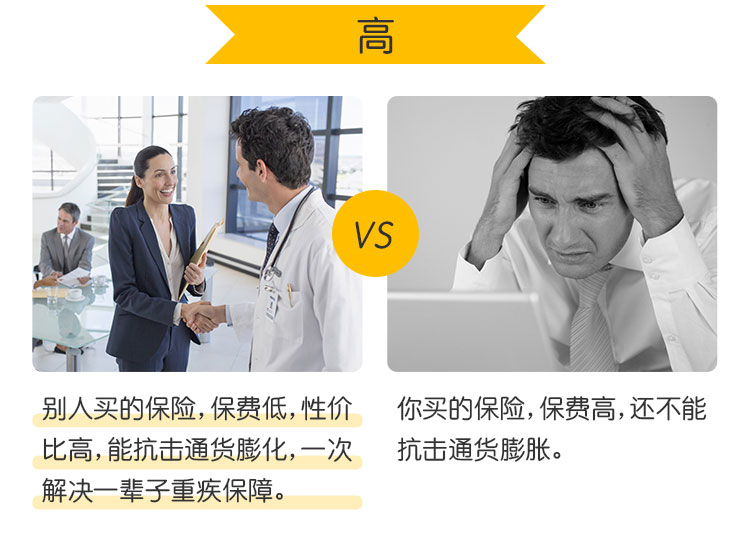 高
VS
别人买的保险，保费低，性价
比高，能抗击通货膨化，一次
解决一辈子重疾保障。
你买的保险，保费高，还不能
抗击通货膨胀。